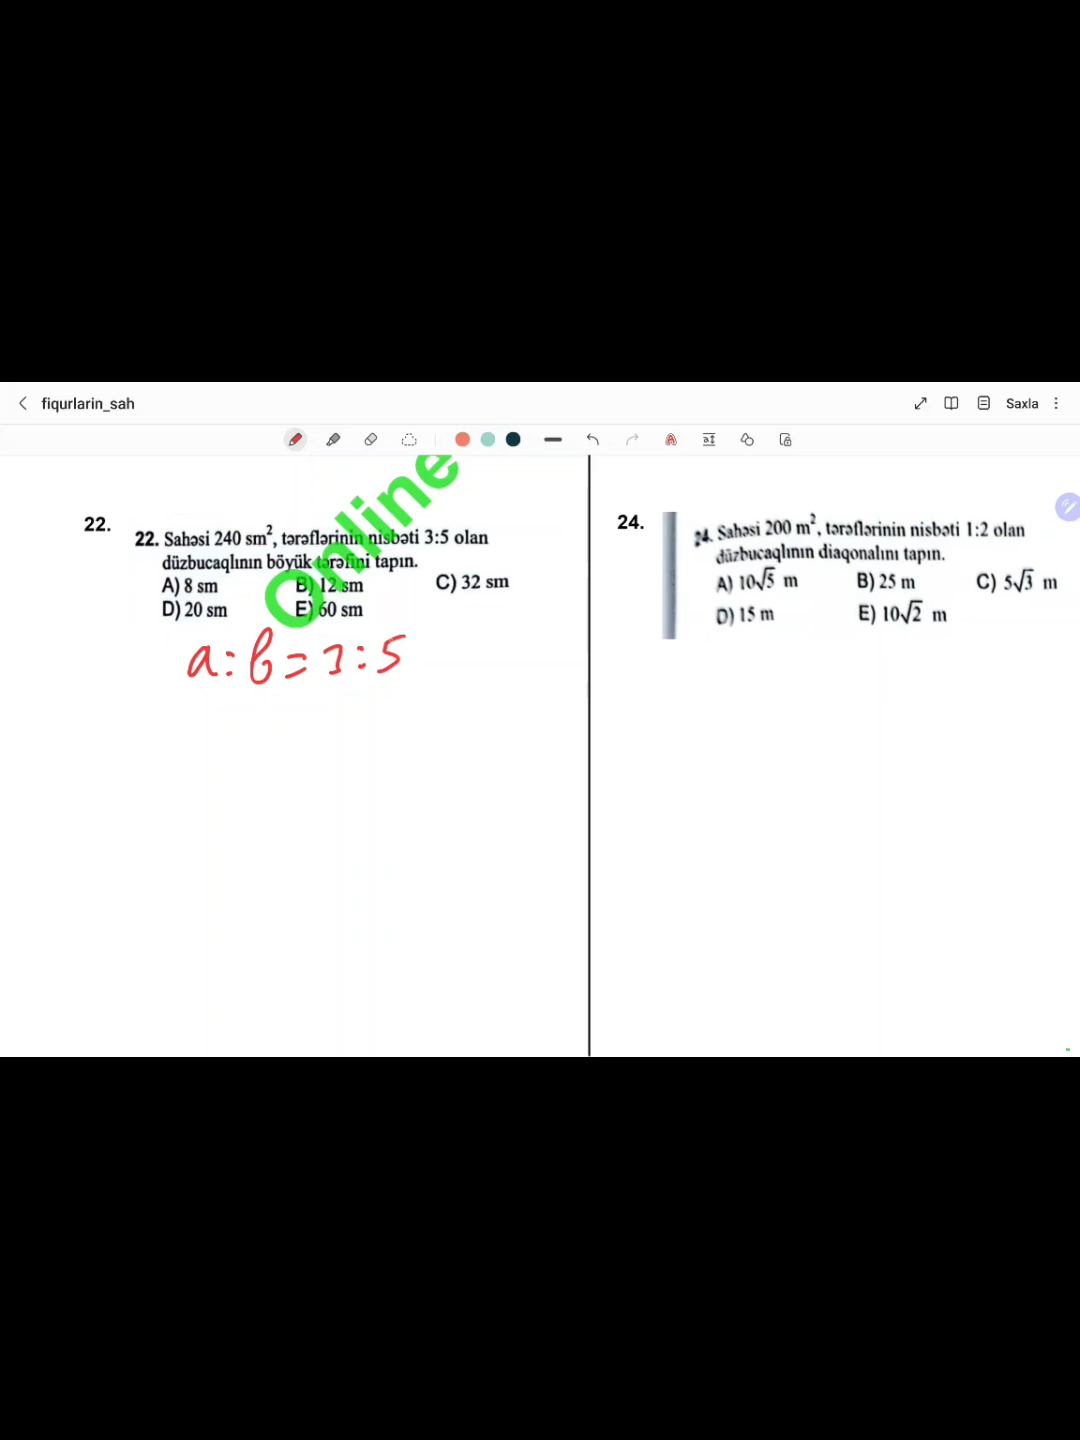 fiqurlarin_sah
Saxla
22.
22. Sahəsi 240 sm², tərəflərinin nisbəti 3:5 olan
düzbucaqlının böyük tərəfini tapın.
A) 8 sm B) 12 sm C) 32 sm
D) 20 sm E) 60 sm
Online
a:b=3:5
24.
24. Sahəsi 200 m², tərəflərinin nisbəti 1:2 olan
düzbucaqlının diaqonalını tapın.
A) 10√5 m B) 25 m C) 5√3 m
D) 15 m E) 10√2 m